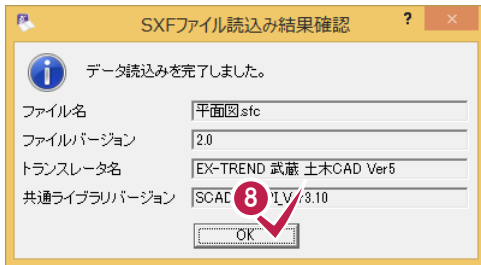 SXFファイル読込み結果確認
?
×
データ読込みを完了しました。
ファイル名 平面図.sfc
ファイルバージョン 2.0
トランスレータ名 EX-TREND 武蔵 土木CAD Ver5
共通ライブラリバージョン 3.10
8
OK